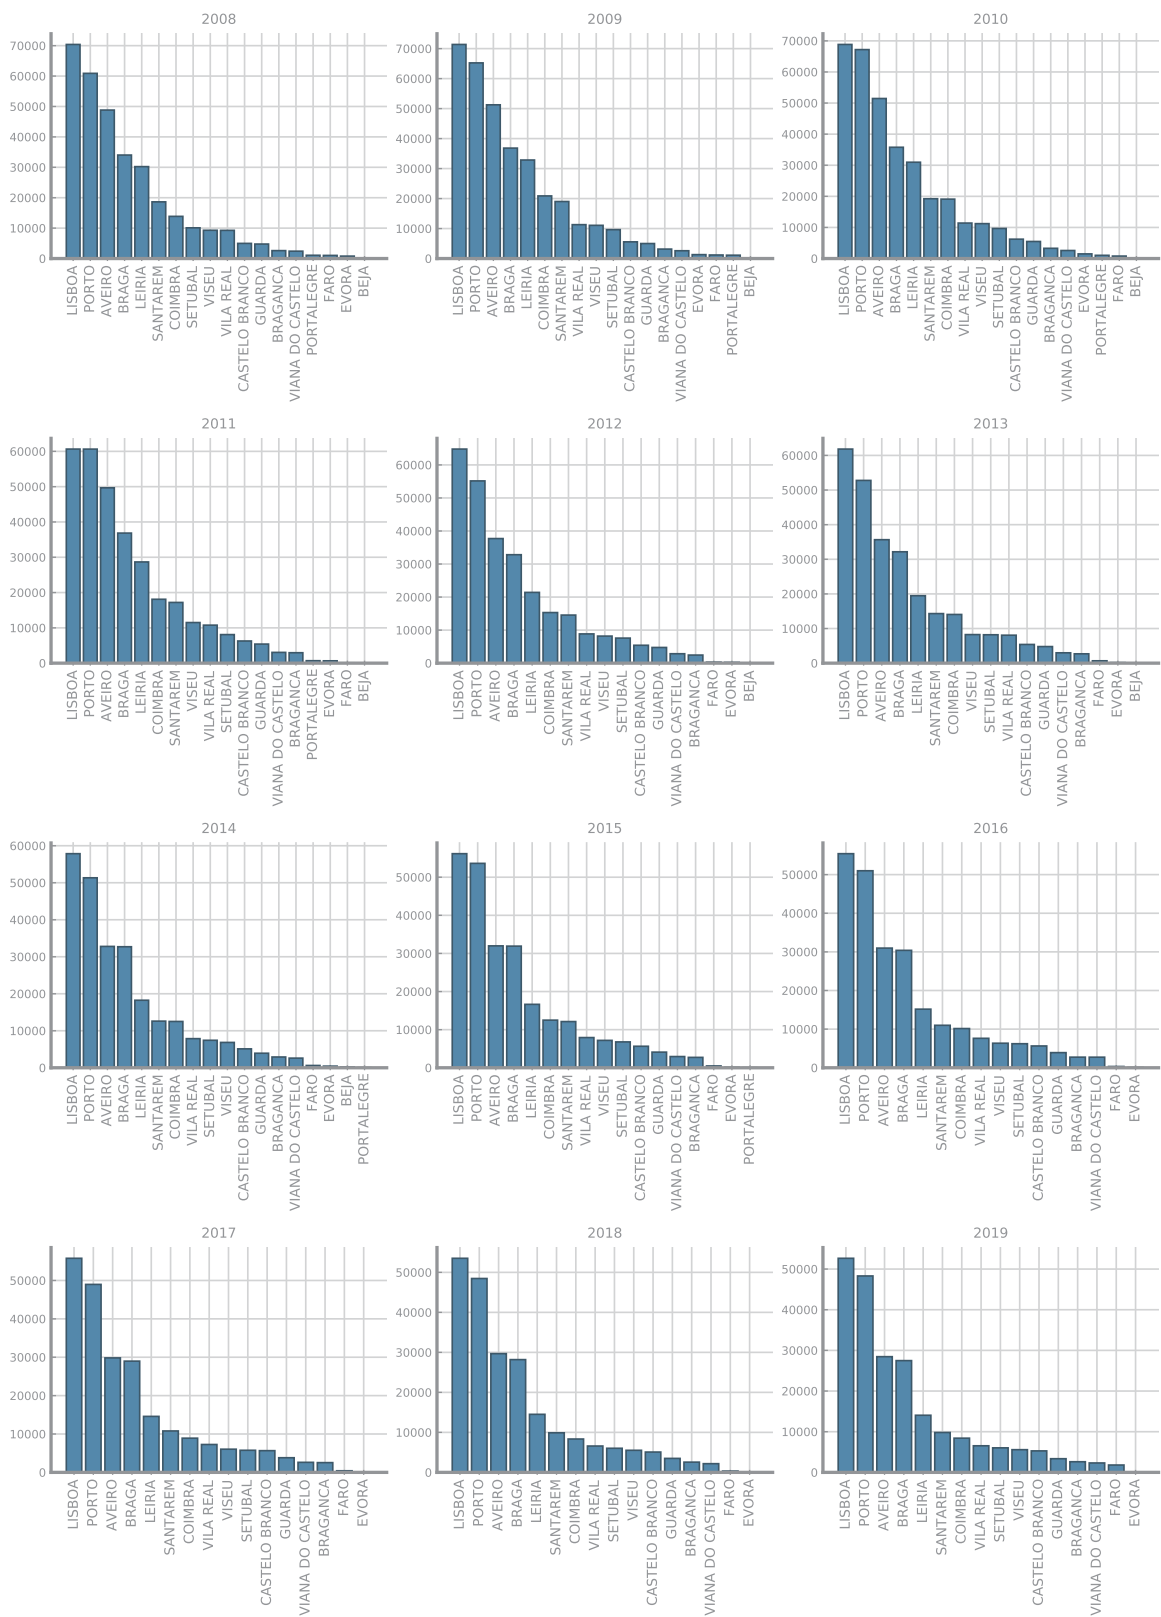 2008
70000
60000
50000
40000
30000
20000
10000
0
LISBOA
PORTO
AVEIRO
BRAGA
LEIRIA
SANTAREM
COIMBRA
SETUBAL
VISEU
VILA REAL
CASTELO BRANCO
GUARDA
BRAGANCA
VIANA DO CASTELO
PORTALEGRE
FARO
EVORA
BEJA
2009
70000
60000
50000
40000
30000
20000
10000
0
LISBOA
PORTO
AVEIRO
BRAGA
LEIRIA
COIMBRA
SANTAREM
VILA REAL
VISEU
SETUBAL
CASTELO BRANCO
GUARDA
BRAGANCA
VIANA DO CASTELO
EVORA
FARO
PORTALEGRE
BEJA
2010
70000
60000
50000
40000
30000
20000
10000
0
LISBOA
PORTO
AVEIRO
BRAGA
LEIRIA
SANTAREM
COIMBRA
VILA REAL
VISEU
SETUBAL
CASTELO BRANCO
GUARDA
BRAGANCA
VIANA DO CASTELO
EVORA
PORTALEGRE
FARO
BEJA
2011
60000
50000
40000
30000
20000
10000
0
LISBOA
PORTO
AVEIRO
BRAGA
LEIRIA
COIMBRA
SANTAREM
VISEU
VILA REAL
SETUBAL
CASTELO BRANCO
GUARDA
VIANA DO CASTELO
BRAGANCA
PORTALEGRE
EVORA
FARO
BEJA
2012
60000
50000
40000
30000
20000
10000
0
LISBOA
PORTO
AVEIRO
BRAGA
LEIRIA
COIMBRA
SANTAREM
VILA REAL
VISEU
SETUBAL
CASTELO BRANCO
GUARDA
VIANA DO CASTELO
BRAGANCA
FARO
EVORA
BEJA
2013
60000
50000
40000
30000
20000
10000
0
LISBOA
PORTO
AVEIRO
BRAGA
LEIRIA
SANTAREM
COIMBRA
VISEU
SETUBAL
VILA REAL
CASTELO BRANCO
GUARDA
VIANA DO CASTELO
BRAGANCA
FARO
EVORA
BEJA
2014
60000
50000
40000
30000
20000
10000
0
LISBOA
PORTO
AVEIRO
BRAGA
LEIRIA
SANTAREM
COIMBRA
VILA REAL
SETUBAL
VISEU
CASTELO BRANCO
GUARDA
BRAGANCA
VIANA DO CASTELO
FARO
EVORA
BEJA
PORTALEGRE
2015
50000
40000
30000
20000
10000
0
LISBOA
PORTO
AVEIRO
BRAGA
LEIRIA
COIMBRA
SANTAREM
VILA REAL
VISEU
SETUBAL
CASTELO BRANCO
GUARDA
VIANA DO CASTELO
BRAGANCA
FARO
EVORA
PORTALEGRE
2016
50000
40000
30000
20000
10000
0
LISBOA
PORTO
AVEIRO
BRAGA
LEIRIA
SANTAREM
COIMBRA
VILA REAL
VISEU
SETUBAL
CASTELO BRANCO
GUARDA
BRAGANCA
VIANA DO CASTELO
FARO
EVORA
2017
50000
40000
30000
20000
10000
0
LISBOA
PORTO
AVEIRO
BRAGA
LEIRIA
SANTAREM
COIMBRA
VILA REAL
VISEU
SETUBAL
CASTELO BRANCO
GUARDA
VIANA DO CASTELO
BRAGANCA
FARO
EVORA
2018
50000
40000
30000
20000
10000
0
LISBOA
PORTO
AVEIRO
BRAGA
LEIRIA
SANTAREM
COIMBRA
VILA REAL
SETUBAL
VISEU
CASTELO BRANCO
GUARDA
BRAGANCA
VIANA DO CASTELO
FARO
EVORA
2019
50000
40000
30000
20000
10000
0
LISBOA
PORTO
AVEIRO
BRAGA
LEIRIA
SANTAREM
COIMBRA
VILA REAL
SETUBAL
VISEU
CASTELO BRANCO
GUARDA
BRAGANCA
VIANA DO CASTELO
FARO
EVORA